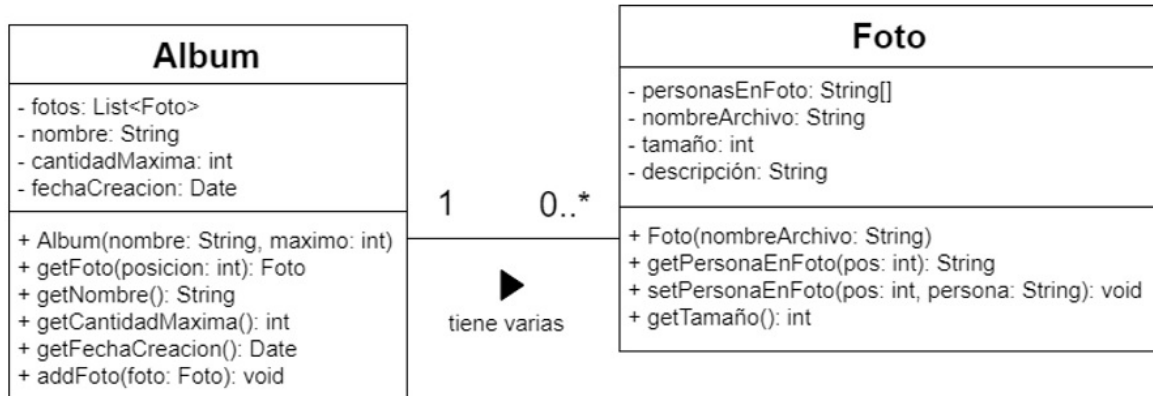 Album
- fotos: List<Foto>
- nombre: String
- cantidadMaxima: int
- fechaCreacion: Date
+ Album(nombre: String, maximo: int)
+ getFoto(posicion: int): Foto
+ getNombre(): String
+ getCantidadMaxima(): int
+ getFechaCreacion(): Date
+ addFoto(foto: Foto): void
1 0..*
tiene varias
Foto
- personasEnFoto: String[]
- nombreArchivo: String
- tamaño: int
- descripción: String
+ Foto(nombreArchivo: String)
+ getPersonaEnFoto(pos: int): String
+ setPersonaEnFoto(pos: int, persona: String): void
+ getTamaño(): int